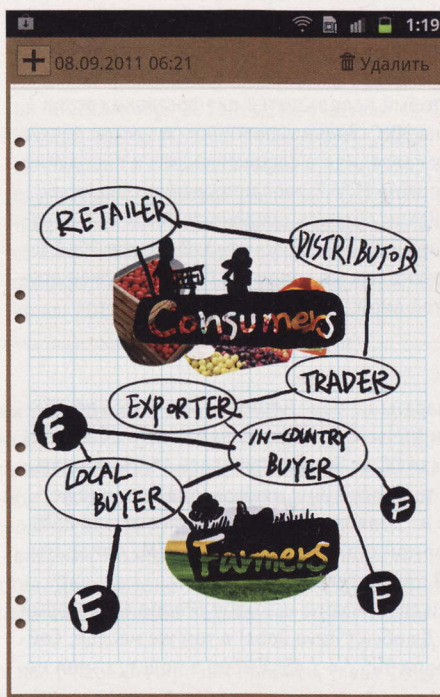 1:19
08.09.2011 06:21
Удалить
RETAILER
DISTRIBUTOR
Consumers
TRADER
EXPORTER
F
IN-COUNTRY
BUYER
LOCAL
BUYER
F
Farmers
F
F